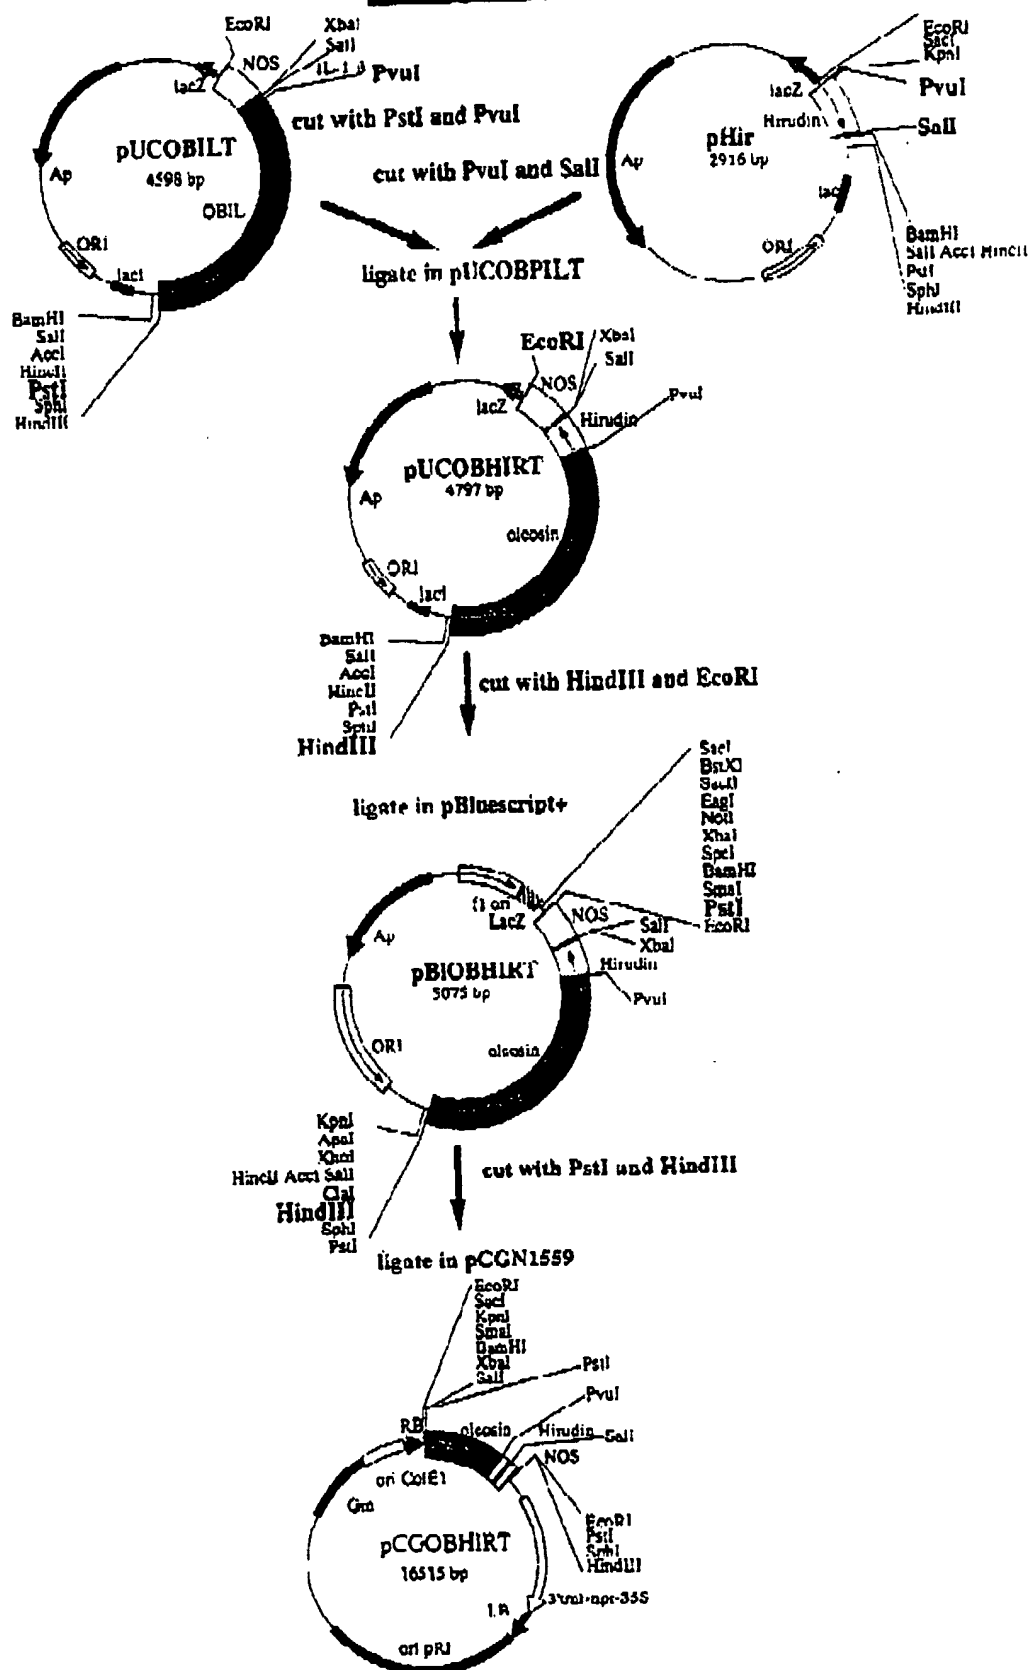 EcoRI
XbaI
SalI
PvuI
NOS
lacZ
cut with PstI and PvuI
pUCOBILT
4598 bp
Ap
OBIL
ORI
lacI
BamHI
SalI
AccI
HincII
PstI
SphI
HindIII
EcoRI
SacI
KpnI
PvuI
lacZ
Hirudin
SalI
pHir
2916 bp
Ap
cut with PvuI and SalI
lac
ORI
BamHI
SalI AccI HincII
PstI
SphI
HindIII
ligate in pUCOBPILT
EcoRI
XbaI
SalI
NOS
lacZ
Hirudin
PvuI
pUCOBHIRT
4797 bp
Ap
oleosin
ORI
lacI
BamHI
SalI
AccI
HincII
PstI
SphI
HindIII
cut with HindIII and EcoRI
ligate in pBluescript+
SacI
BstXI
SacII
EagI
NotI
XbaI
SpeI
BamHI
SmaI
PstI
EcoRI
f1 ori
LacZ
NOS
SalI
XbaI
Ap
Hirudin
PvuI
pBIOBHIRT
5075 bp
ORI
oleosin
KpnI
ApaI
XhoI
HincII AccI SalI
ClaI
HindIII
SphI
PstI
cut with PstI and HindIII
ligate in pCGN1559
EcoRI
SacI
KpnI
SmaI
BamHI
XbaI
SalI
PstI
PvuI
RB
oleosin
Hirudin
SalI
NOS
ori ColE1
Gm
EcoRI
PstI
SphI
HindIII
pCGOBHIRT
16515 bp
LB
ori pRI